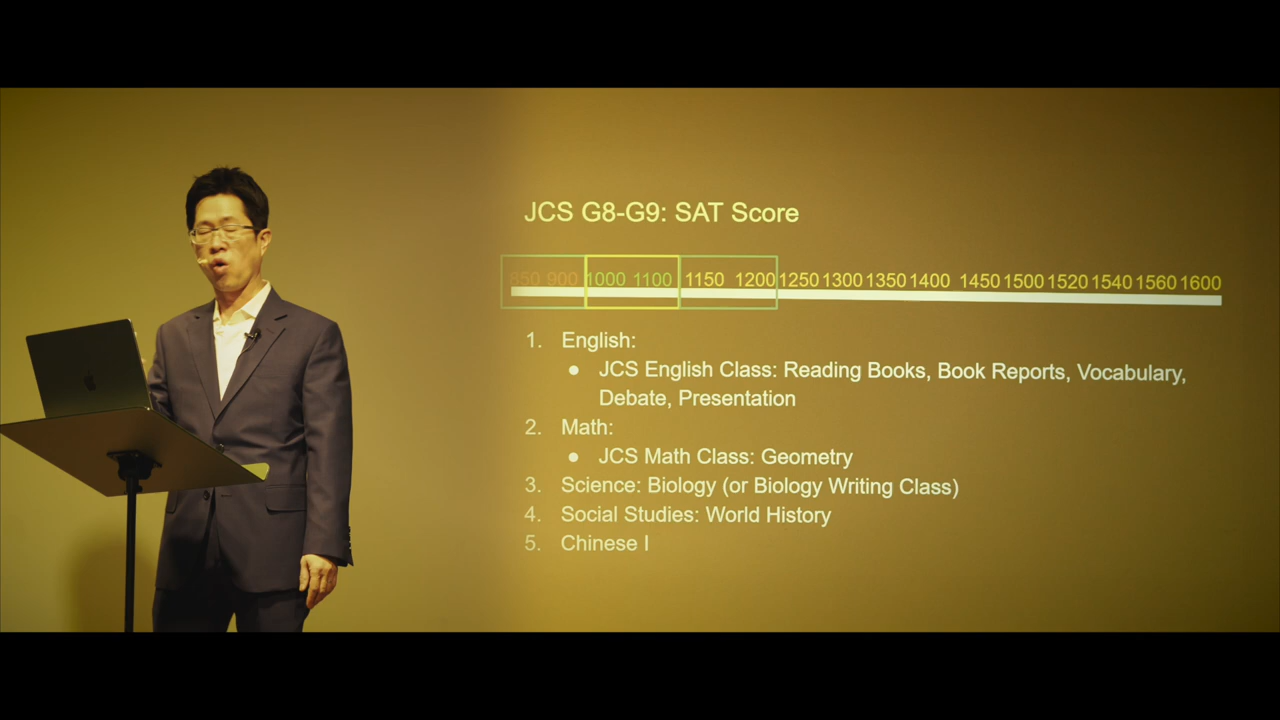 JCS G8-G9: SAT Score
850 900 1000 1100 1150 1200 1250 1300 1350 1400 1450 1500 1520 1540 1560 1600
1. English:
● JCS English Class: Reading Books, Book Reports, Vocabulary,
Debate, Presentation
2. Math:
● JCS Math Class: Geometry
3. Science: Biology (or Biology Writing Class)
4. Social Studies: World History
5. Chinese I